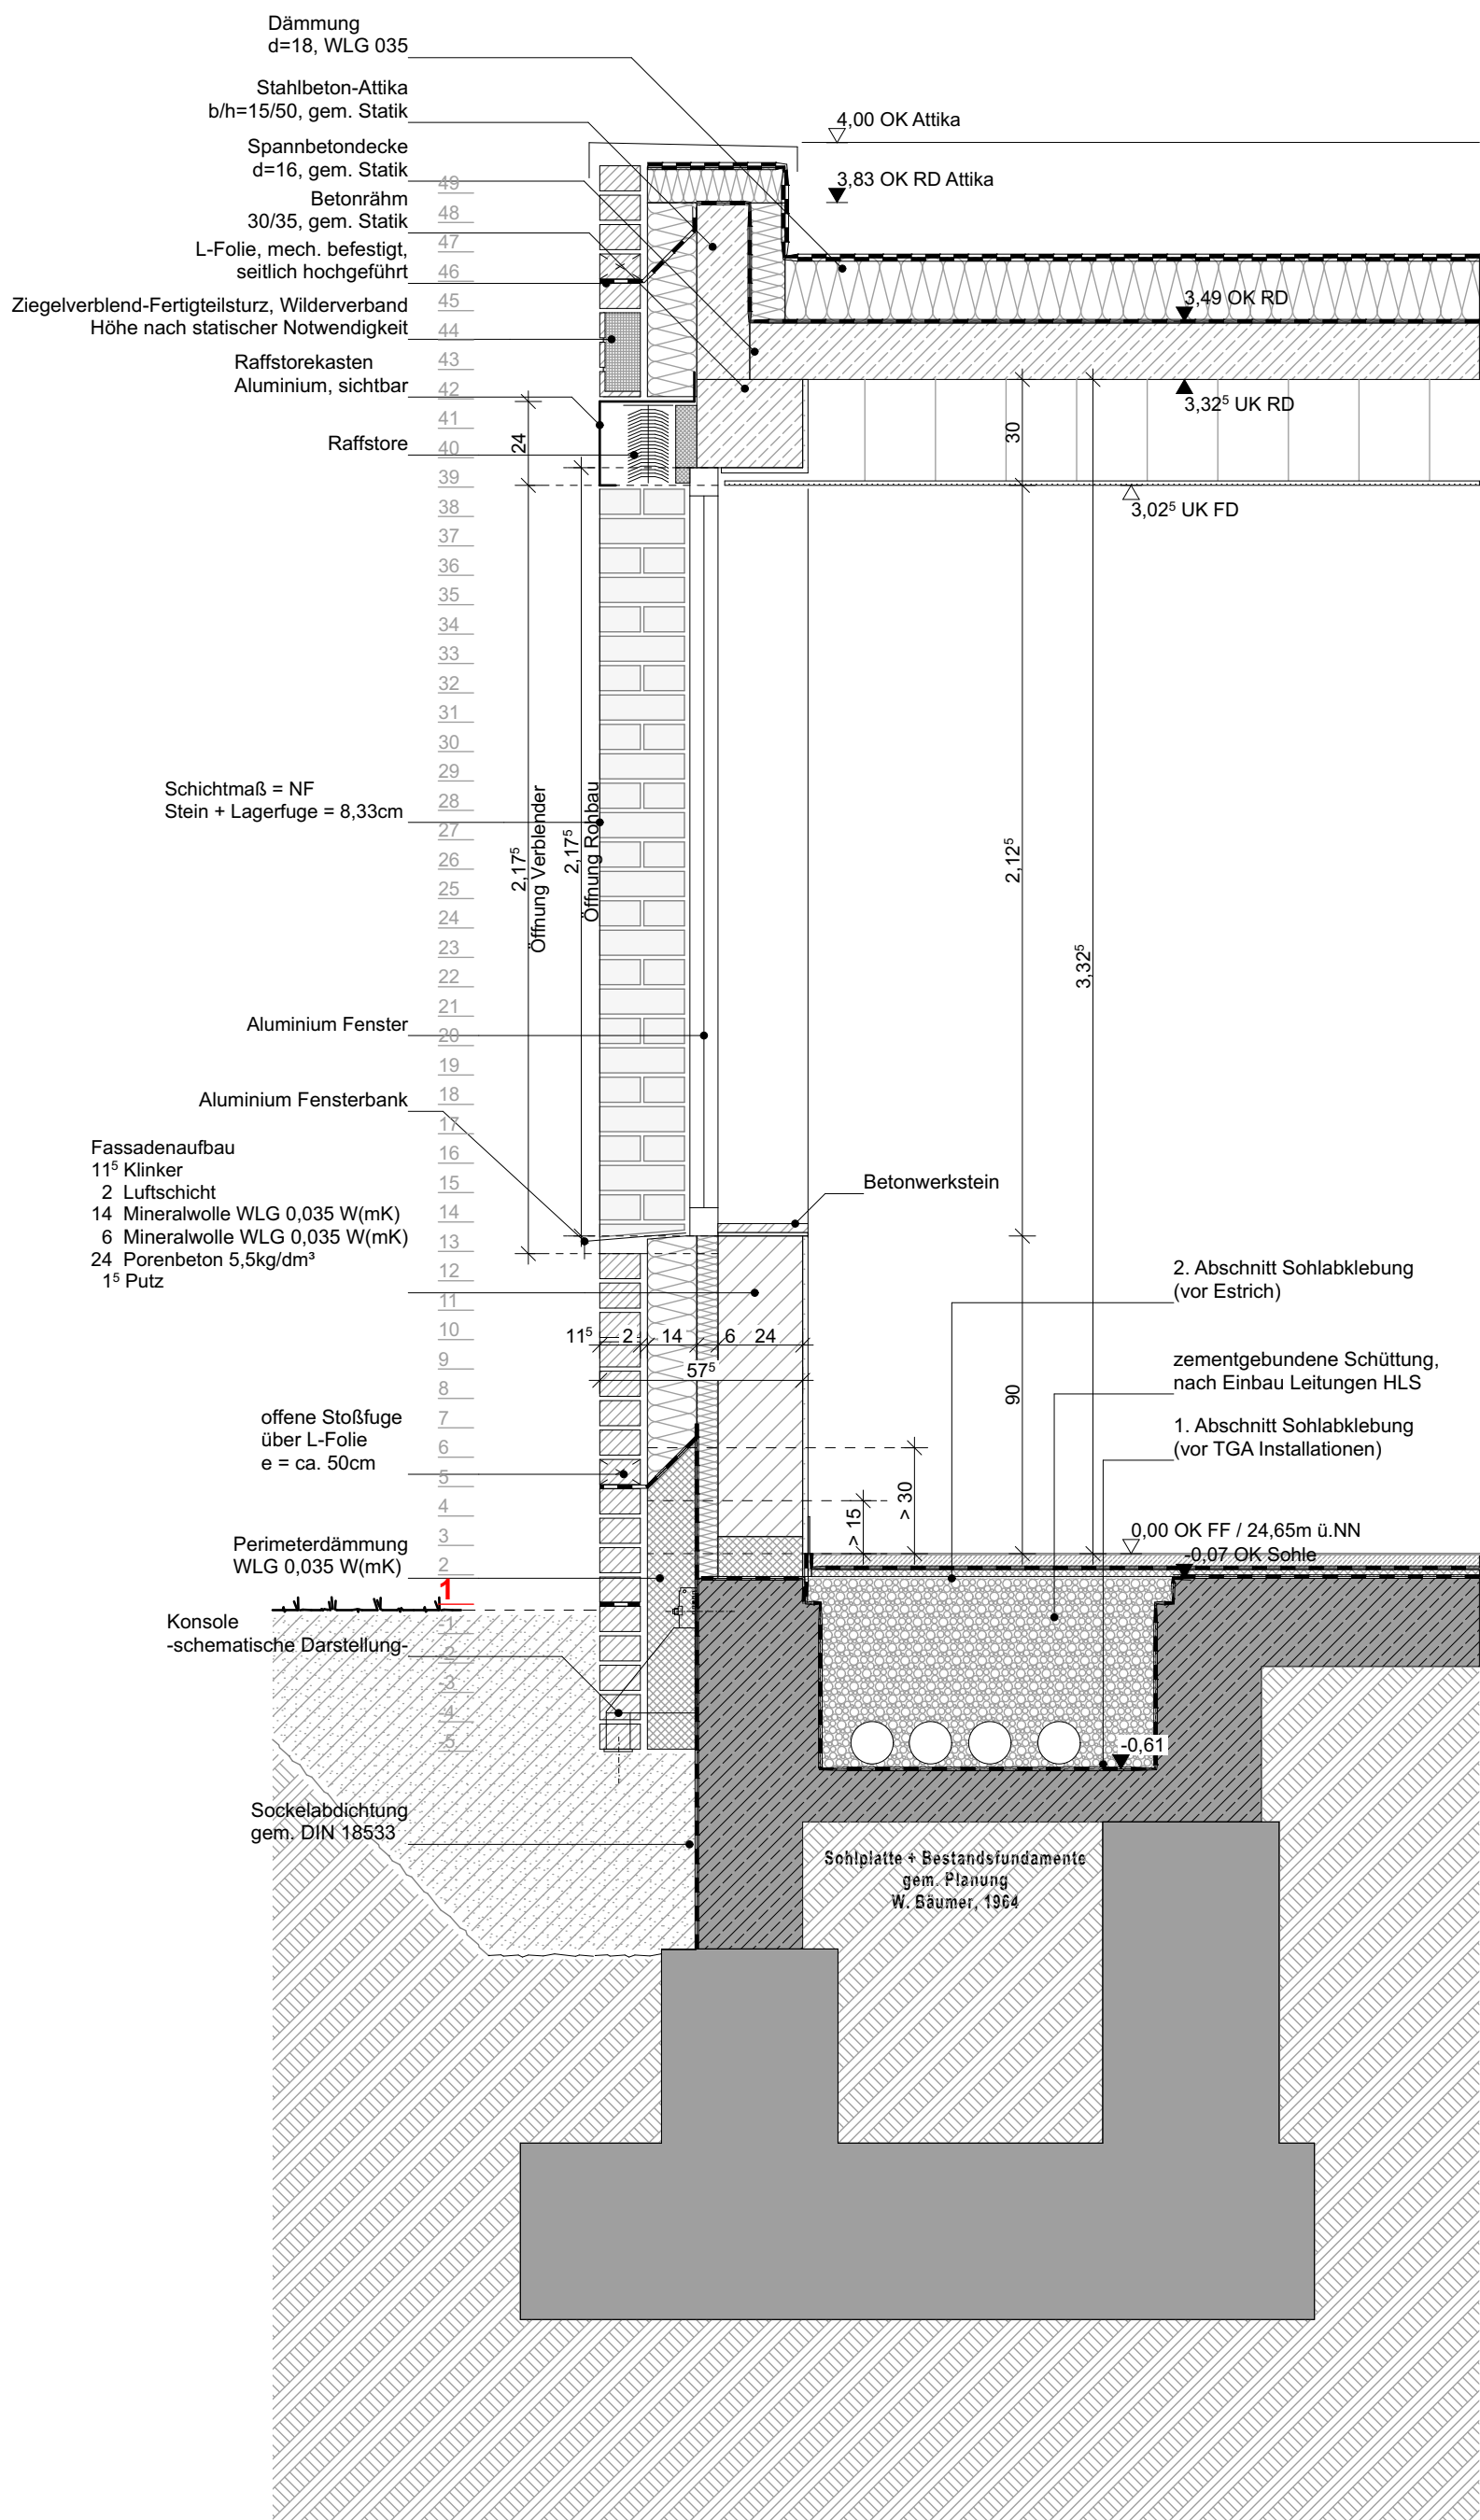 Dämmung
d=18, WLG 035
Stahlbeton-Attika
b/h=15/50, gem. Statik
Spannbetondecke
d=16, gem. Statik
Betonrähm
30/35, gem. Statik
L-Folie, mech. befestigt,
seitlich hochgeführt
Ziegelverblend-Fertigteilsturz, Wilderverband
Höhe nach statischer Notwendigkeit
Raffstorekasten
Aluminium, sichtbar
Raffstore
Schichtmaß = NF
Stein + Lagerfuge = 8,33cm
Aluminium Fenster
Aluminium Fensterbank
Fassadenaufbau
11⁵ Klinker
2 Luftschicht
14 Mineralwolle WLG 0,035 W(mK)
6 Mineralwolle WLG 0,035 W(mK)
24 Porenbeton 5,5kg/dm³
1⁵ Putz
offene Stoßfuge
über L-Folie
e = ca. 50cm
Perimeterdämmung
WLG 0,035 W(mK)
Konsole
-schematische Darstellung-
Sockelabdichtung
gem. DIN 18533
49
48
47
46
45
44
43
42
41
40
39
38
37
36
35
34
33
32
31
30
29
28
27
26
25
24
23
22
21
20
19
18
17
16
15
14
13
12
11
10
9
8
7
6
5
4
3
2
1
-1
-2
-3
-4
-5
24
2,17⁵
Öffnung Verblender
2,17⁵
Öffnung Rohbau
11⁵ 2 14 6 24
57⁵
4,00 OK Attika
3,83 OK RD Attika
3,49 OK RD
3,32⁵ UK RD
30
3,02⁵ UK FD
2,12⁵
3,32⁵
90
Betonwerkstein
2. Abschnitt Sohlabklebung
(vor Estrich)
zementgebundene Schüttung,
nach Einbau Leitungen HLS
1. Abschnitt Sohlabklebung
(vor TGA Installationen)
> 15
> 30
0,00 OK FF / 24,65m ü.NN
-0,07 OK Sohle
-0,61
Sohlplatte + Bestandsfundamente
gem. Planung
W. Bäumer, 1964